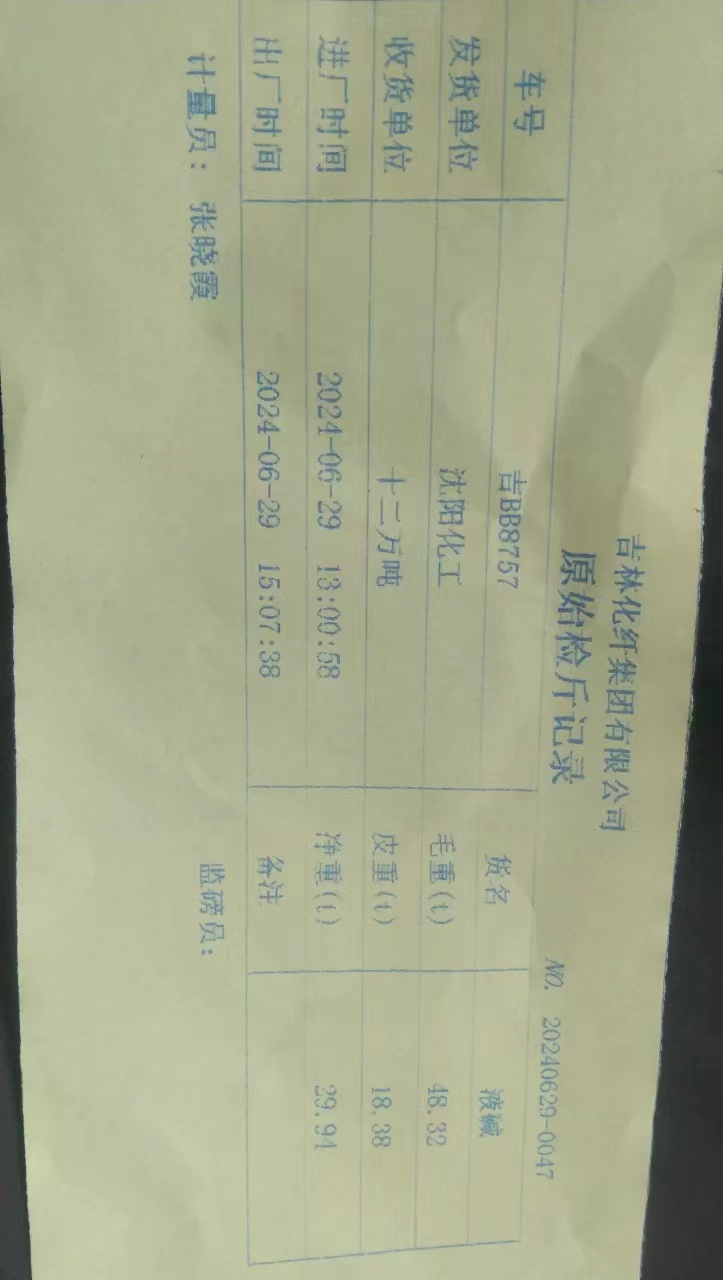 吉林化纤集团有限公司
原始检斤记录
NO. 20240629-0047
车号 吉BB8757 货名 液碱
发货单位 沈阳化工 毛重(t) 48.32
收货单位 十二万吨 皮重(t) 18.38
进厂时间 2024-06-29 13:00:58 净重(t) 29.94
出厂时间 2024-06-29 15:07:38 备注
计量员: 张晓霞 监磅员: